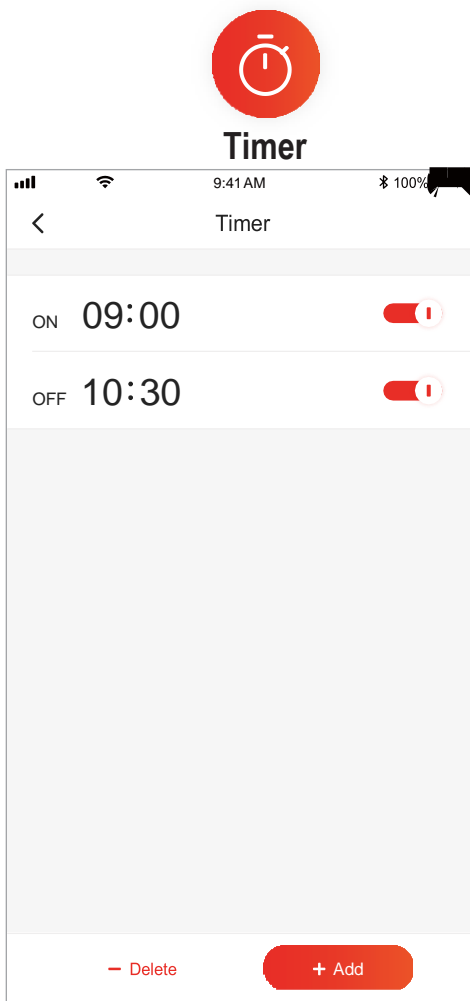 Timer
9:41 AM 100%
Timer
ON 09:00
OFF 10:30
− Delete + Add